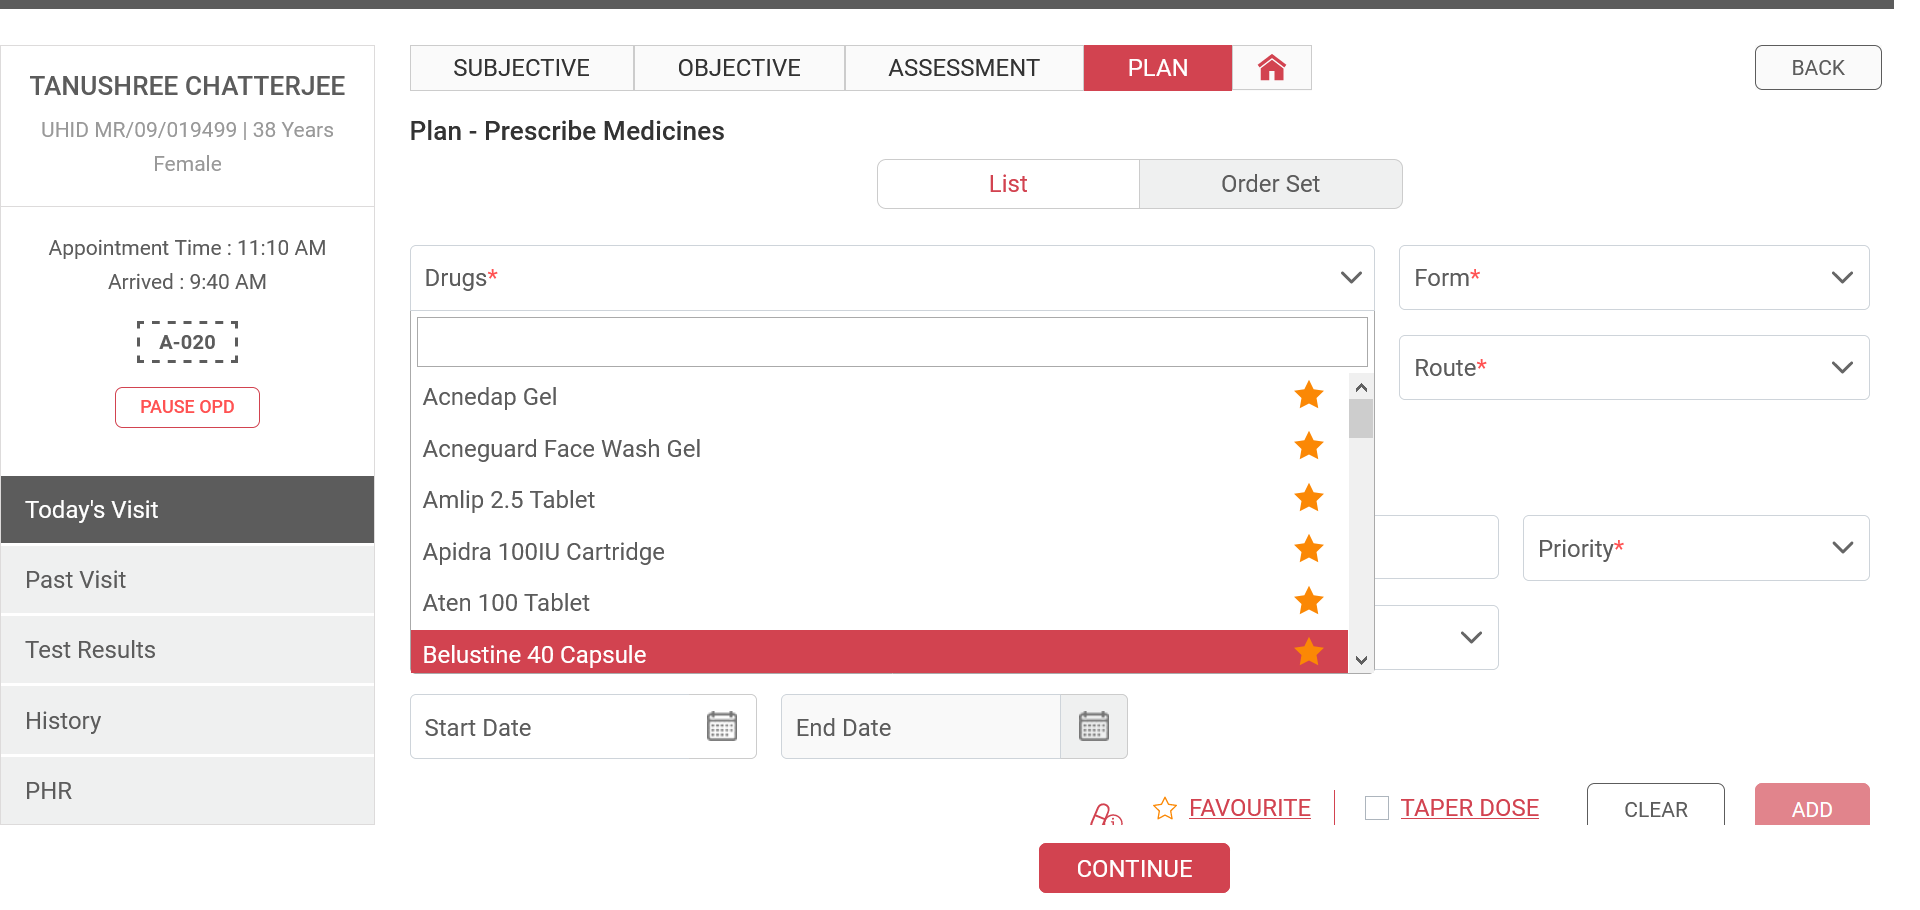 TANUSHREE CHATTERJEE
UHID MR/09/019499 | 38 Years
Female
Appointment Time : 11:10 AM
Arrived : 9:40 AM
A-020
PAUSE OPD
Today's Visit
Past Visit
Test Results
History
PHR
SUBJECTIVE
OBJECTIVE
ASSESSMENT
PLAN
BACK
Plan - Prescribe Medicines
List
Order Set
Drugs*
Form*
Route*
Acnedap Gel
Acneguard Face Wash Gel
Amlip 2.5 Tablet
Apidra 100IU Cartridge
Aten 100 Tablet
Belustine 40 Capsule
Priority*
Start Date
End Date
FAVOURITE
TAPER DOSE
CLEAR
ADD
CONTINUE